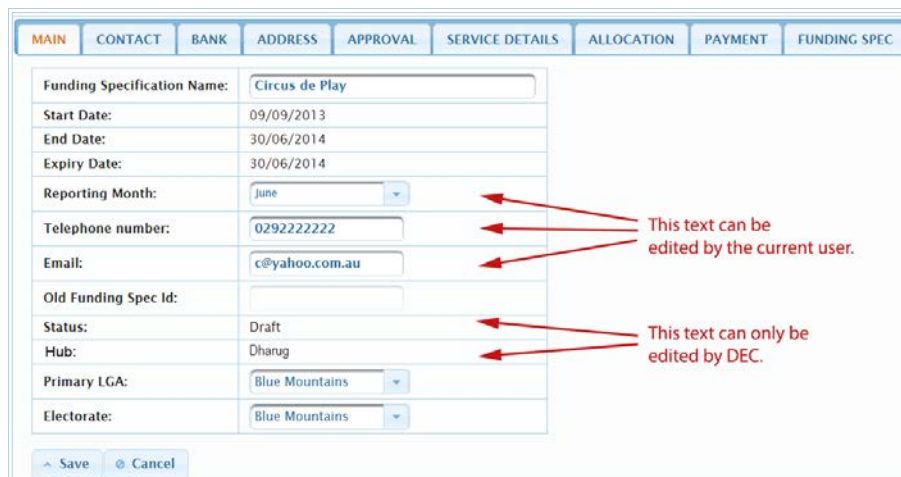 MAIN CONTACT BANK ADDRESS APPROVAL SERVICE DETAILS ALLOCATION PAYMENT FUNDING SPEC
Funding Specification Name: Circus de Play
Start Date: 09/09/2013
End Date: 30/06/2014
Expiry Date: 30/06/2014
Reporting Month: June
Telephone number: 0292222222
This text can be
edited by the current user.
Email: c@yahoo.com.au
Old Funding Spec Id:
Status: Draft
This text can only be
edited by DEC.
Hub: Dharug
Primary LGA: Blue Mountains
Electorate: Blue Mountains
Save Cancel